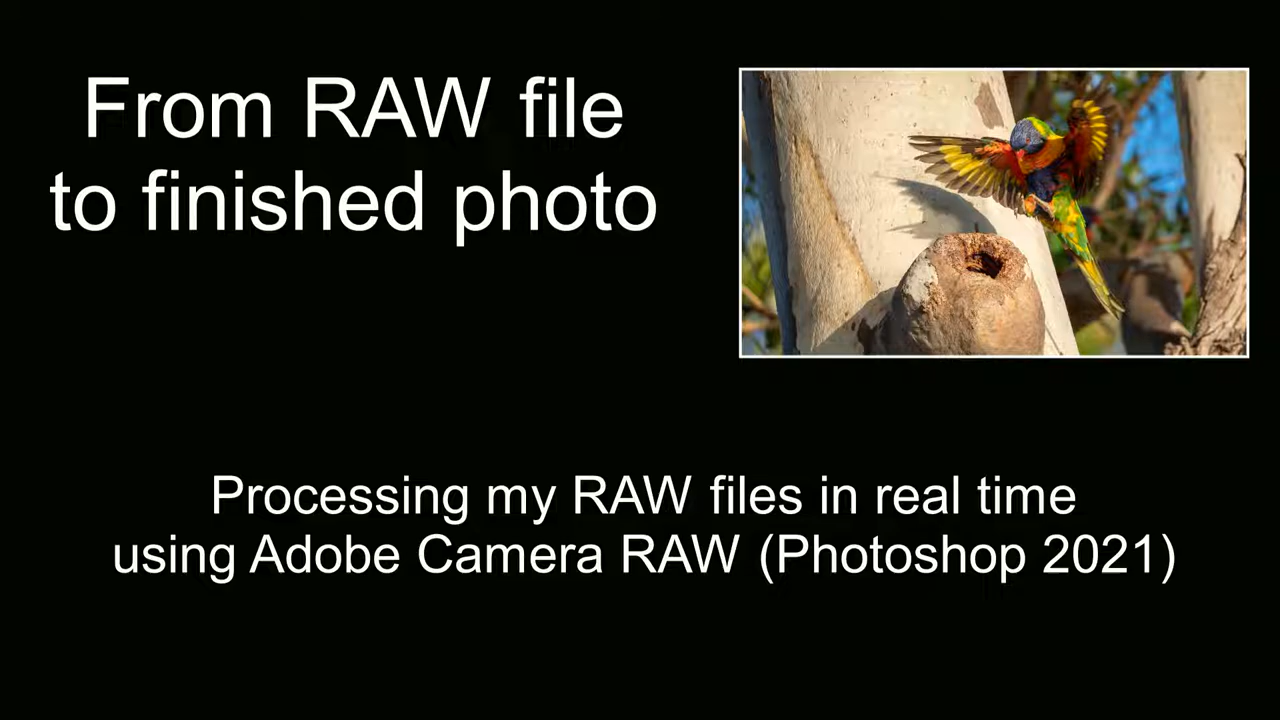 From RAW file
to finished photo
Processing my RAW files in real time
using Adobe Camera RAW (Photoshop 2021)